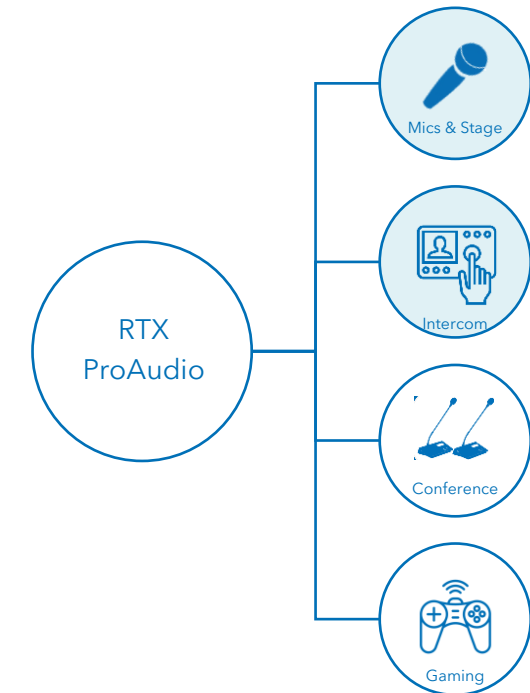 Mics & Stage
Intercom
RTX
ProAudio
Conference
Gaming